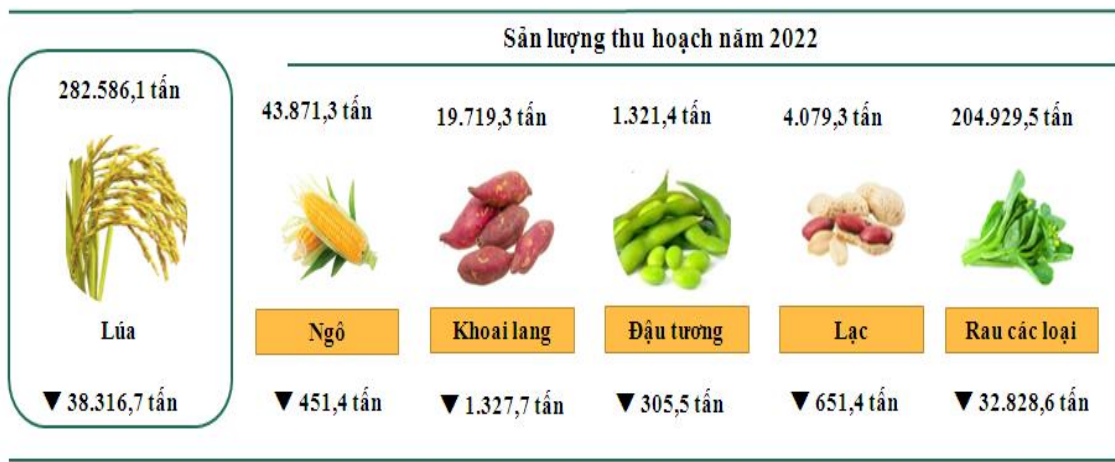 Sản lượng thu hoạch năm 2022
282.586,1 tấn
43.871,3 tấn
19.719,3 tấn
1.321,4 tấn
4.079,3 tấn
204.929,5 tấn
Lúa
Ngô
Khoai lang
Đậu tương
Lạc
Rau các loại
▼ 38.316,7 tấn
▼ 451,4 tấn
▼ 1.327,7 tấn
▼ 305,5 tấn
▼ 651,4 tấn
▼ 32.828,6 tấn